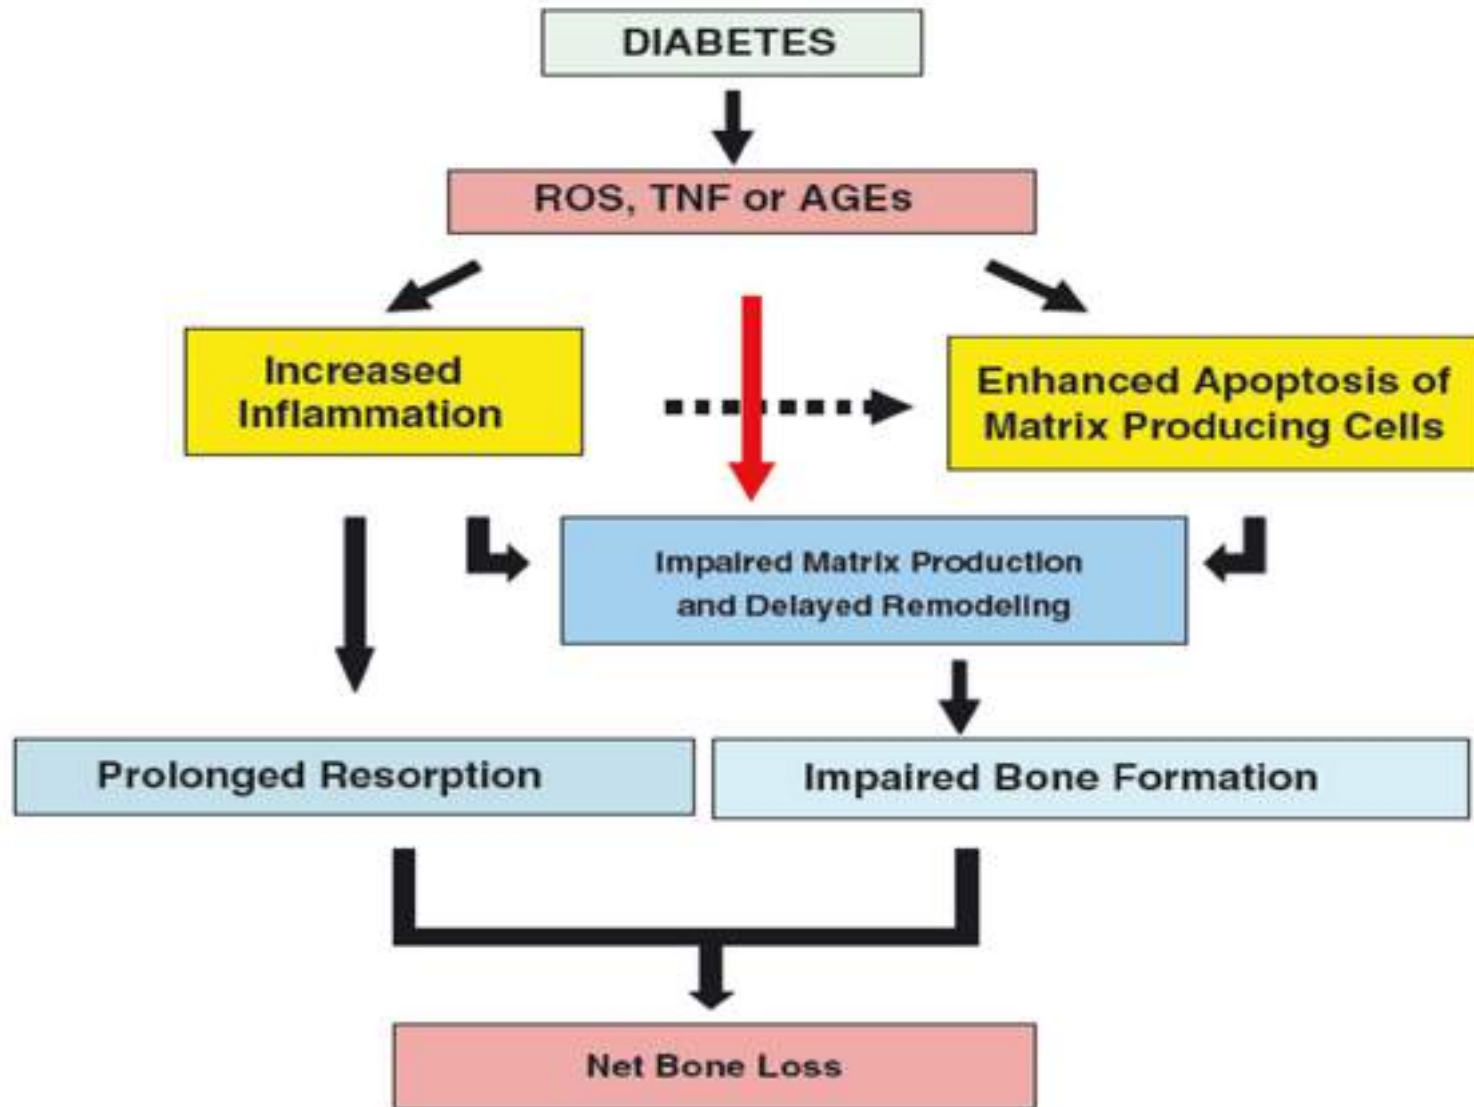 DIABETES
ROS, TNF or AGEs
Increased
Inflammation
Enhanced Apoptosis of
Matrix Producing Cells
Impaired Matrix Production
and Delayed Remodeling
Prolonged Resorption
Impaired Bone Formation
Net Bone Loss